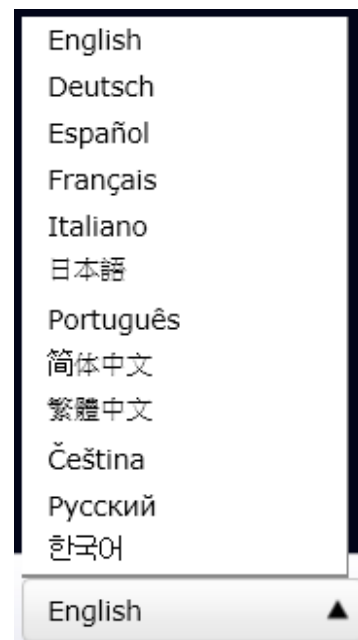 English
Deutsch
Español
Français
Italiano
日本語
Português
简体中文
繁體中文
Čeština
Русский
한국어
English